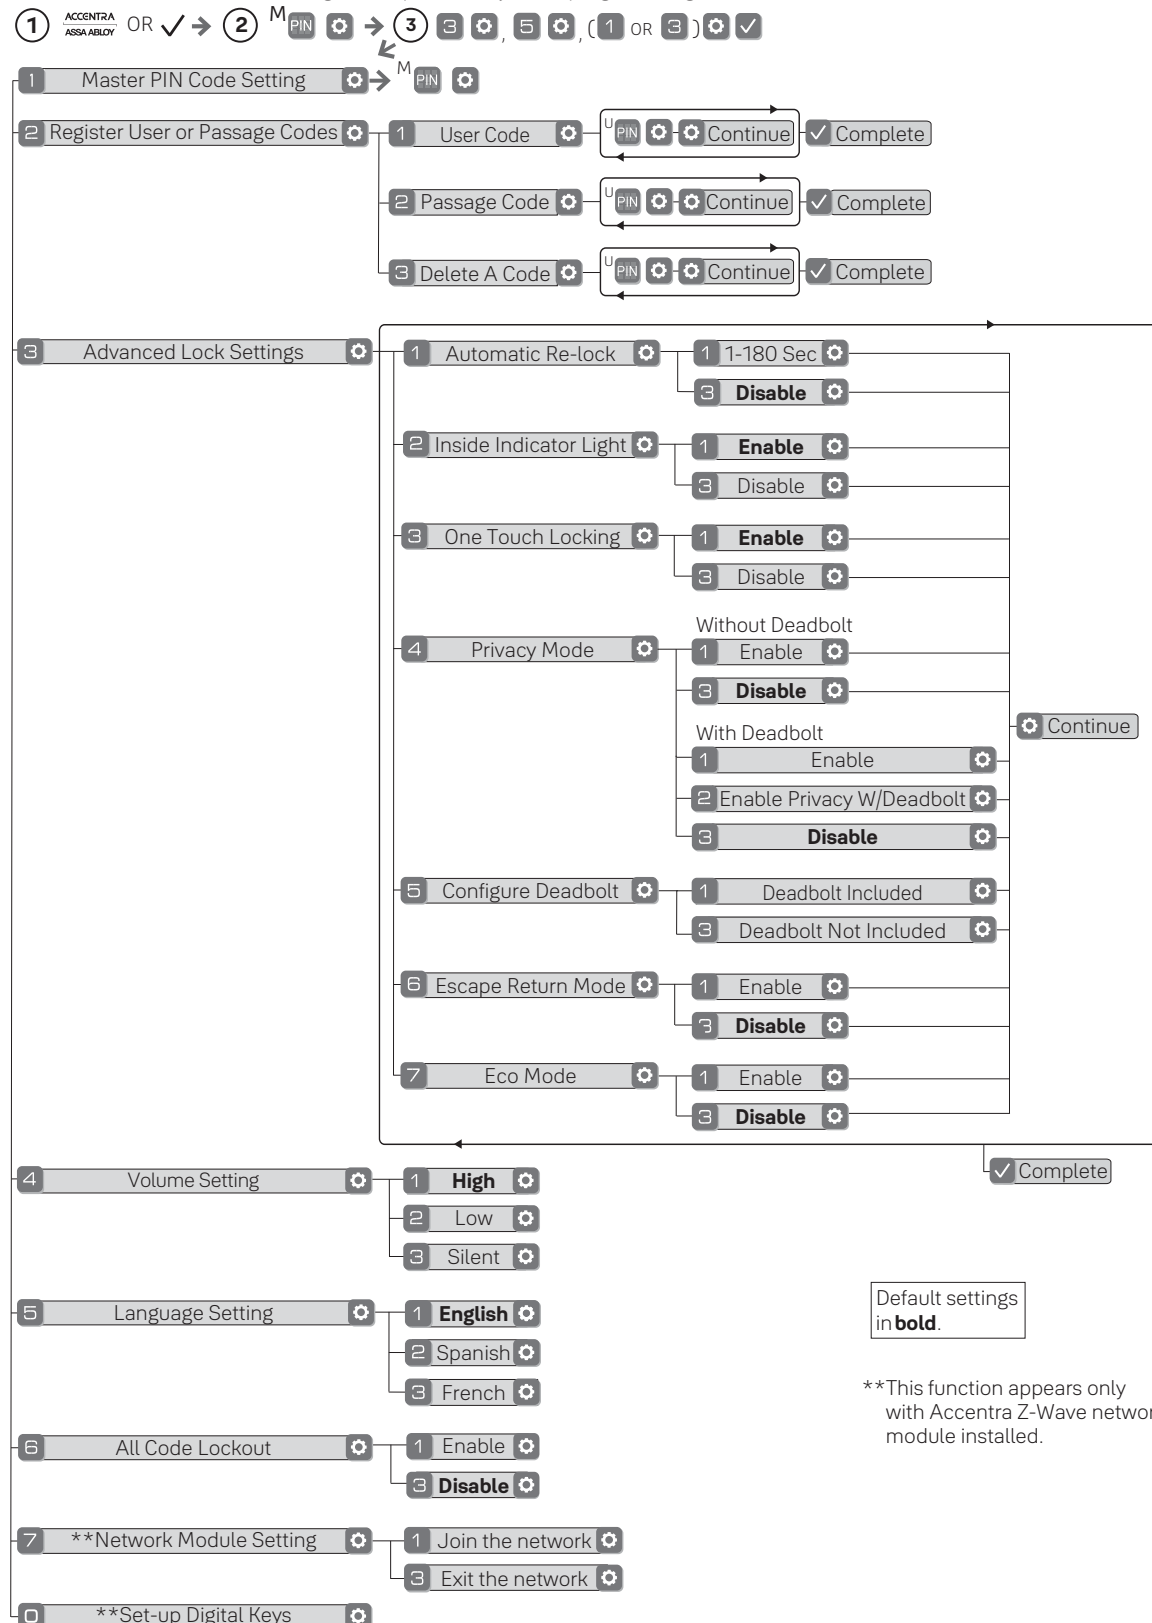 1 ACCENTRA ASSA ABLOY OR ✓ → 2 M PIN → 3 3 , 5 , ( 1 OR 3 ) ✓
1 Master PIN Code Setting → M PIN
2 Register User or Passage Codes 1 User Code U PIN Continue ✓ Complete
2 Passage Code U PIN Continue ✓ Complete
3 Delete A Code U PIN Continue ✓ Complete
3 Advanced Lock Settings 1 Automatic Re-lock 1 1-180 Sec
3 Disable
2 Inside Indicator Light 1 Enable
3 Disable
3 One Touch Locking 1 Enable
3 Disable
Without Deadbolt
4 Privacy Mode 1 Enable
3 Disable
With Deadbolt
Continue
1 Enable
2 Enable Privacy W/Deadbolt
3 Disable
5 Configure Deadbolt 1 Deadbolt Included
3 Deadbolt Not Included
6 Escape Return Mode 1 Enable
3 Disable
7 Eco Mode 1 Enable
3 Disable
✓ Complete
4 Volume Setting 1 High
2 Low
3 Silent
5 Language Setting 1 English
2 Spanish
3 French
Default settings
in bold.
**This function appears only
with Accentra Z-Wave
module installed.
6 All Code Lockout 1 Enable
3 Disable
7 **Network Module Setting 1 Join the network
3 Exit the network
0 **Set-up Digital Keys